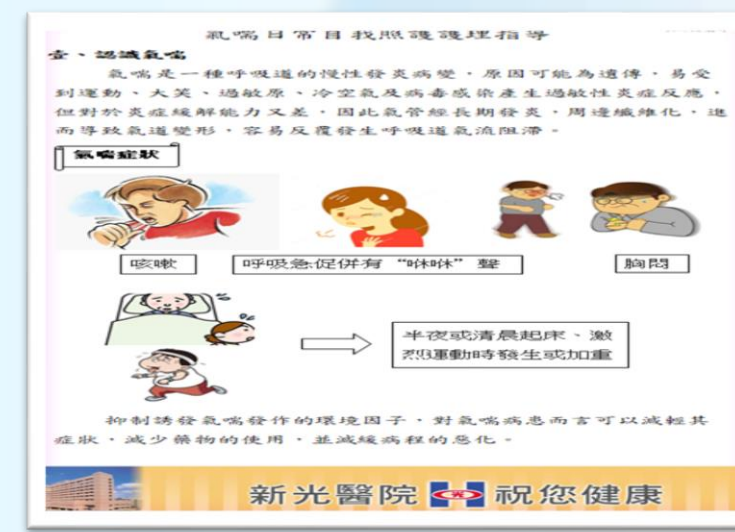 氣喘日常自我照護護理指導
壹、認識氣喘
氣喘是一種呼吸道的慢性發炎病變，原因可能為遺傳，易受
到運動、大笑、過敏原、冷空氣及病毒感染產生過敏性炎症反應，
但對於炎症緩解能力又差，因此氣管經長期發炎，周邊纖維化，進
而導致氣道變形，容易反覆發生呼吸道氣流阻滯。
氣喘症狀
咳嗽
呼吸急促併有“咻咻”聲
胸悶
半夜或清晨起床、激
烈運動時發生或加重
抑制誘發氣喘發作的環境因子，對氣喘病患而言可以減輕其
症狀，減少藥物的使用，並減緩病程的惡化。
新光醫院 光 祝您健康